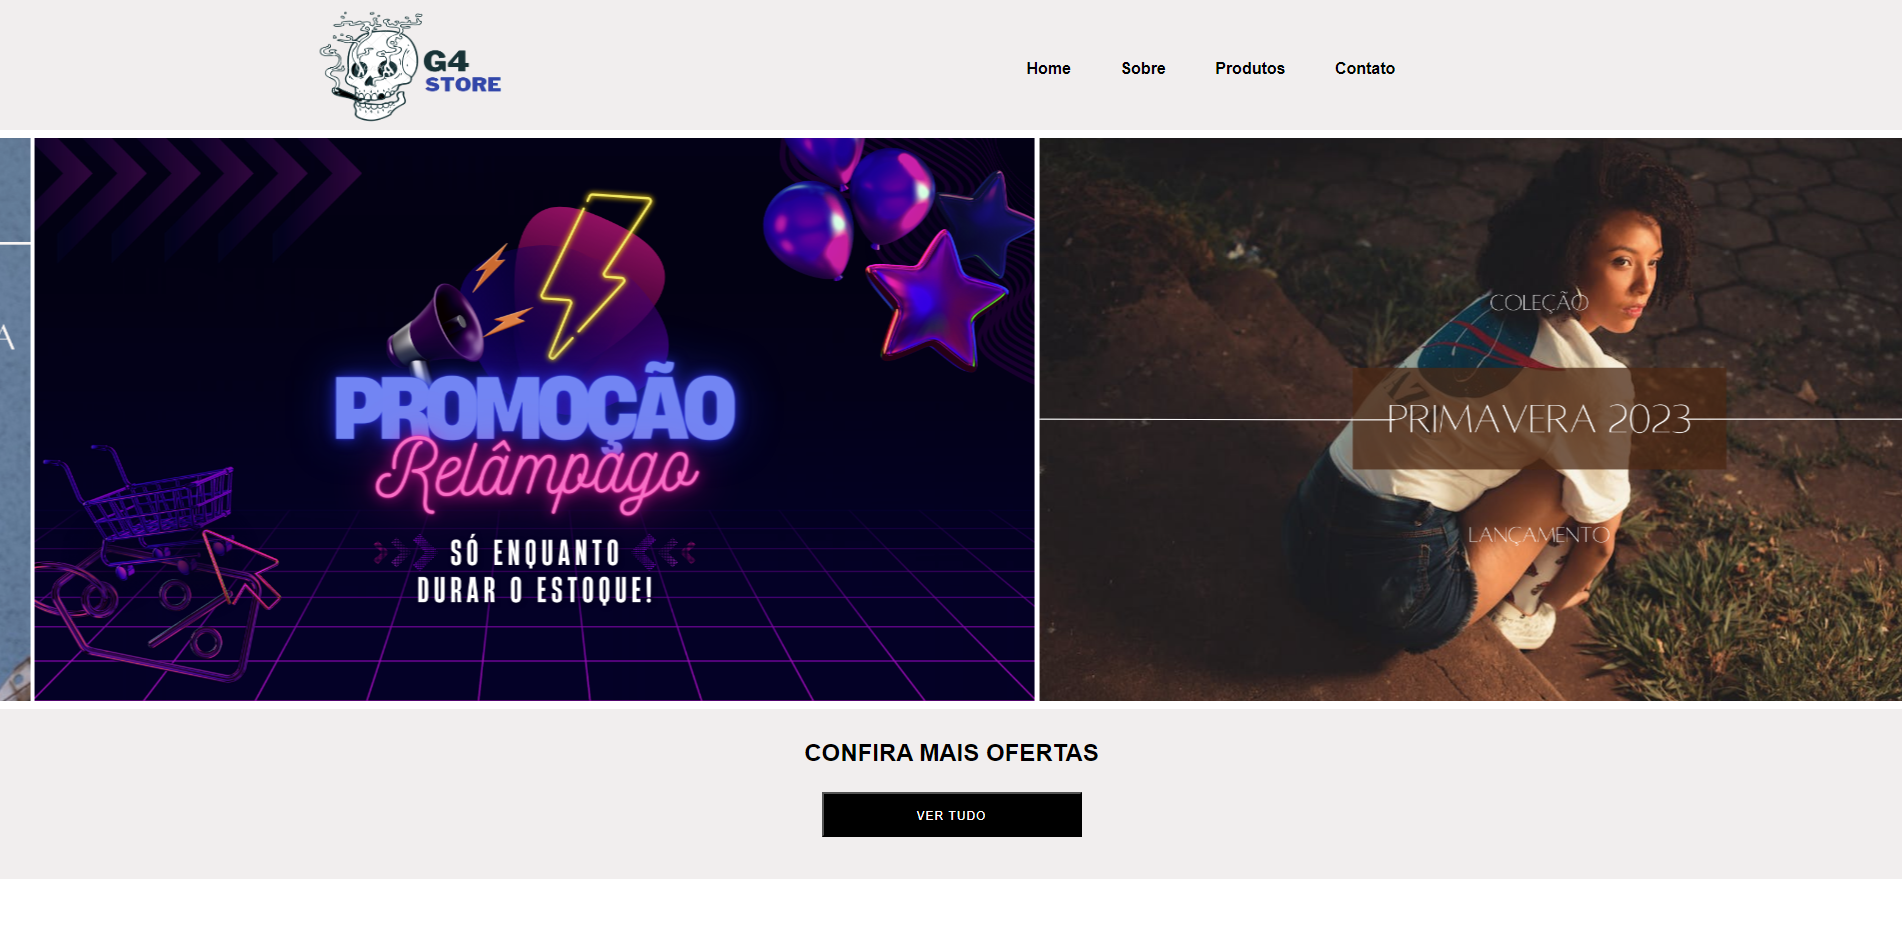 G4
STORE
Home
Sobre
Produtos
Contato
A
PROMOÇÃO
Relâmpago
SÓ ENQUANTO
DURAR O ESTOQUE!
COLEÇÃO
PRIMAVERA 2023
LANÇAMENTO
CONFIRA MAIS OFERTAS
VER TUDO